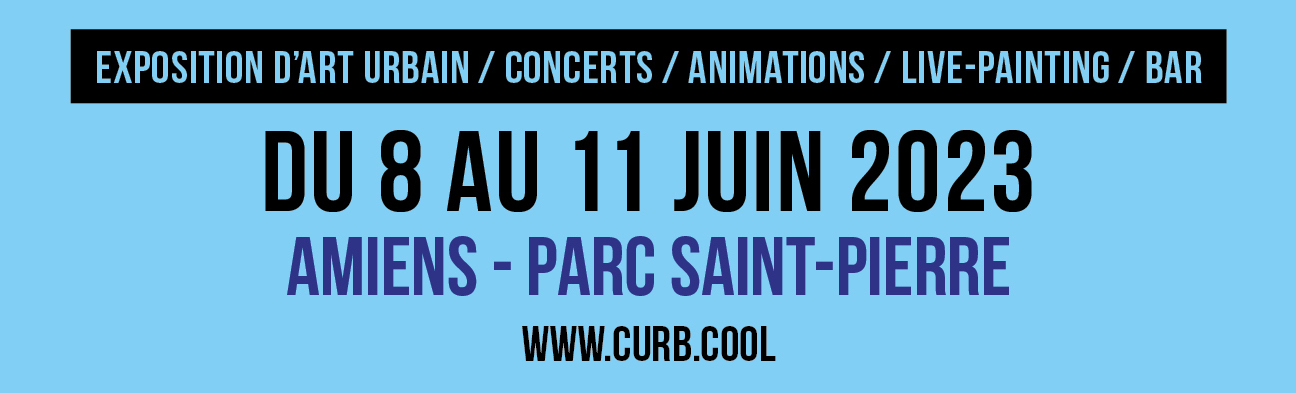 EXPOSITION D'ART URBAIN / CONCERTS / ANIMATIONS / LIVE-PAINTING / BAR
DU 8 AU 11 JUIN 2023
AMIENS - PARC SAINT-PIERRE
WWW.CURB.COOL